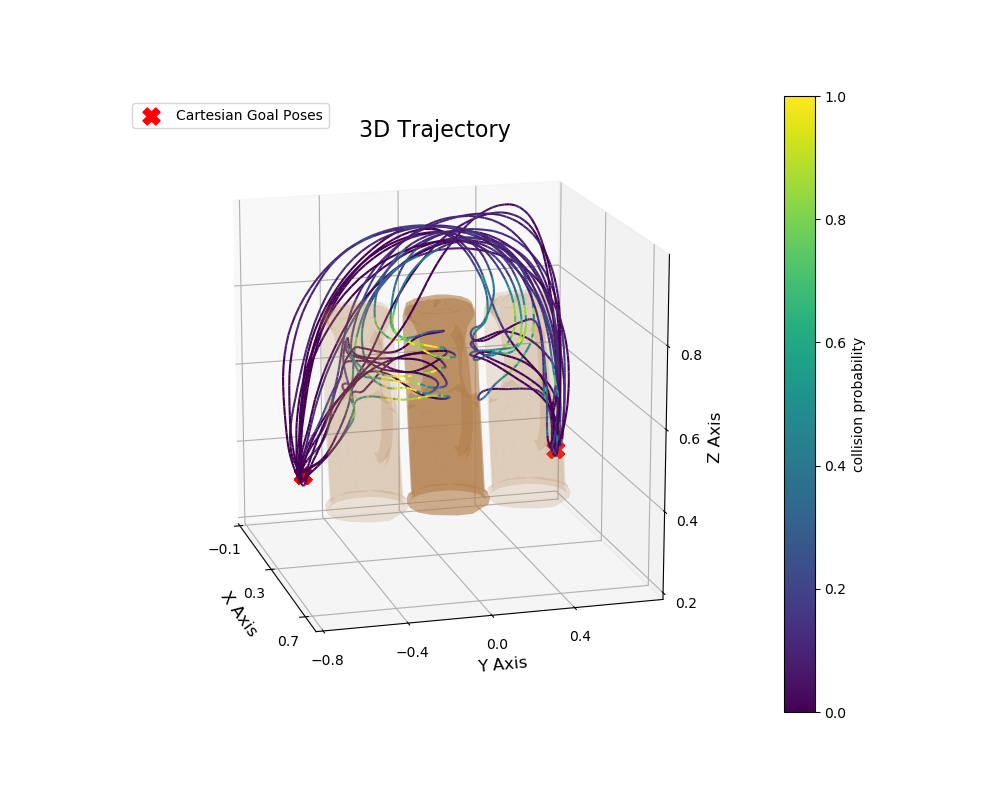 Cartesian Goal Poses
3D Trajectory
1.0
0.8
0.6
0.4
0.2
0.0
collision probability
0.8
0.6
0.4
0.2
Z Axis
−0.1
0.3
0.7
X Axis
−0.8
−0.4
0.0
0.4
Y Axis